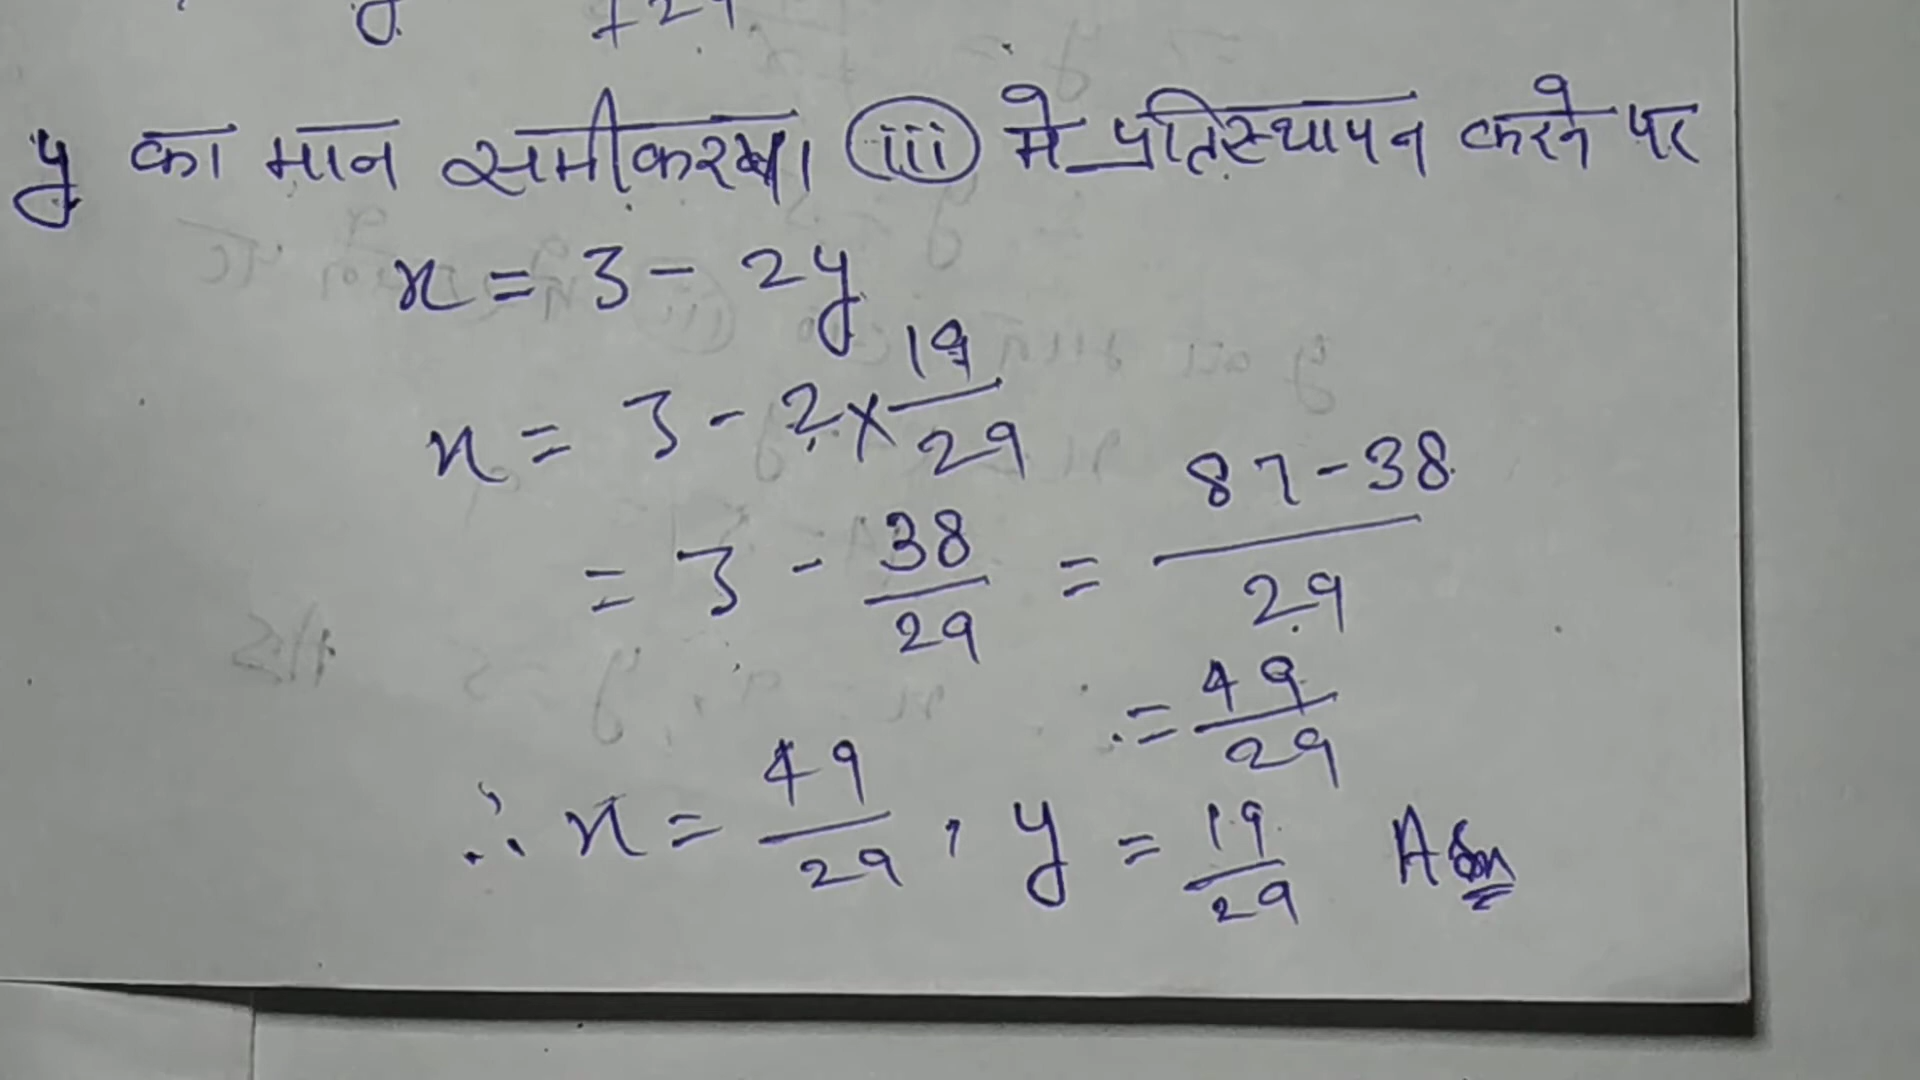 y का मान समीकरण (iii) मे प्रतिस्थापन करने पर
x = 3 - 2y
x = 3 - 2 × 19/29
= 3 - 38/29 = 87 - 38/29
= 49/29
∴ x = 49/29, y = 19/29 Ans